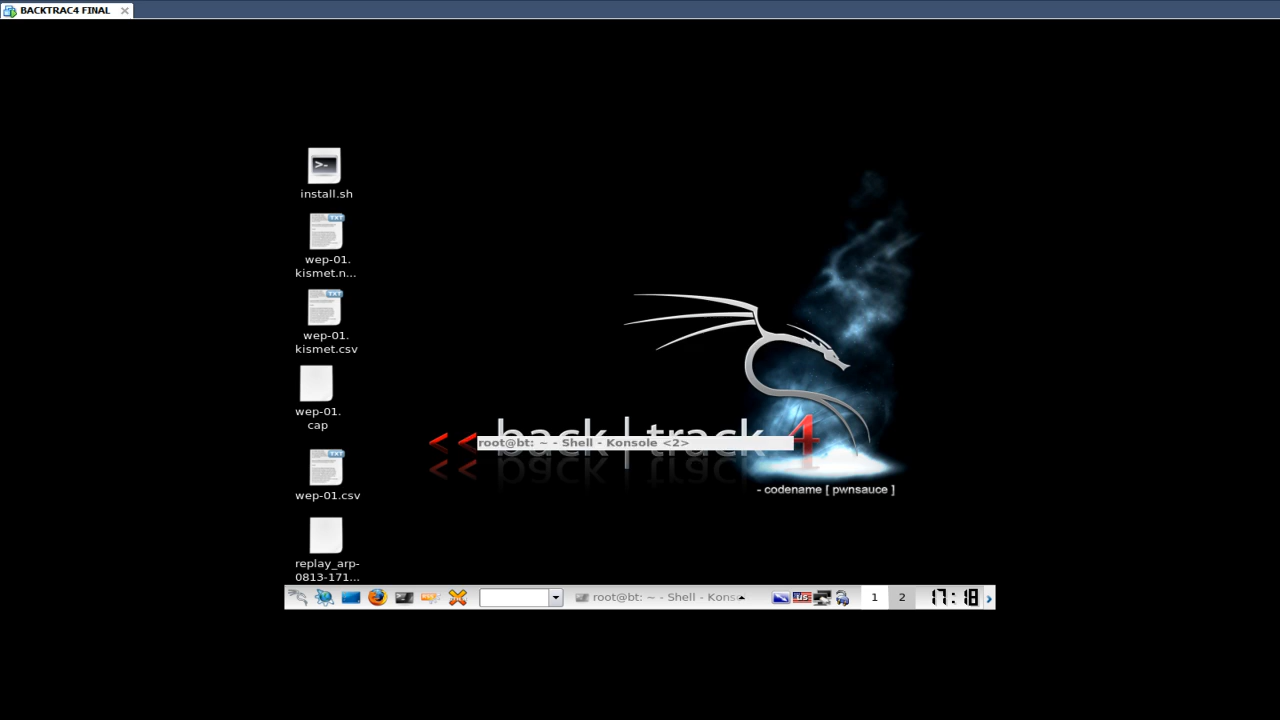 BACKTRAC4 FINAL
install.sh
wep-01.
kismet.n...
wep-01.
kismet.csv
wep-01.
cap
wep-01.csv
replay_arp-
0813-171...
<< back | track 4
root@bt: ~ - Shell - Konsole <2>
- codename [ pwnsauce ]
root@bt: ~ - Shell - Kons
us
1
2
17:18